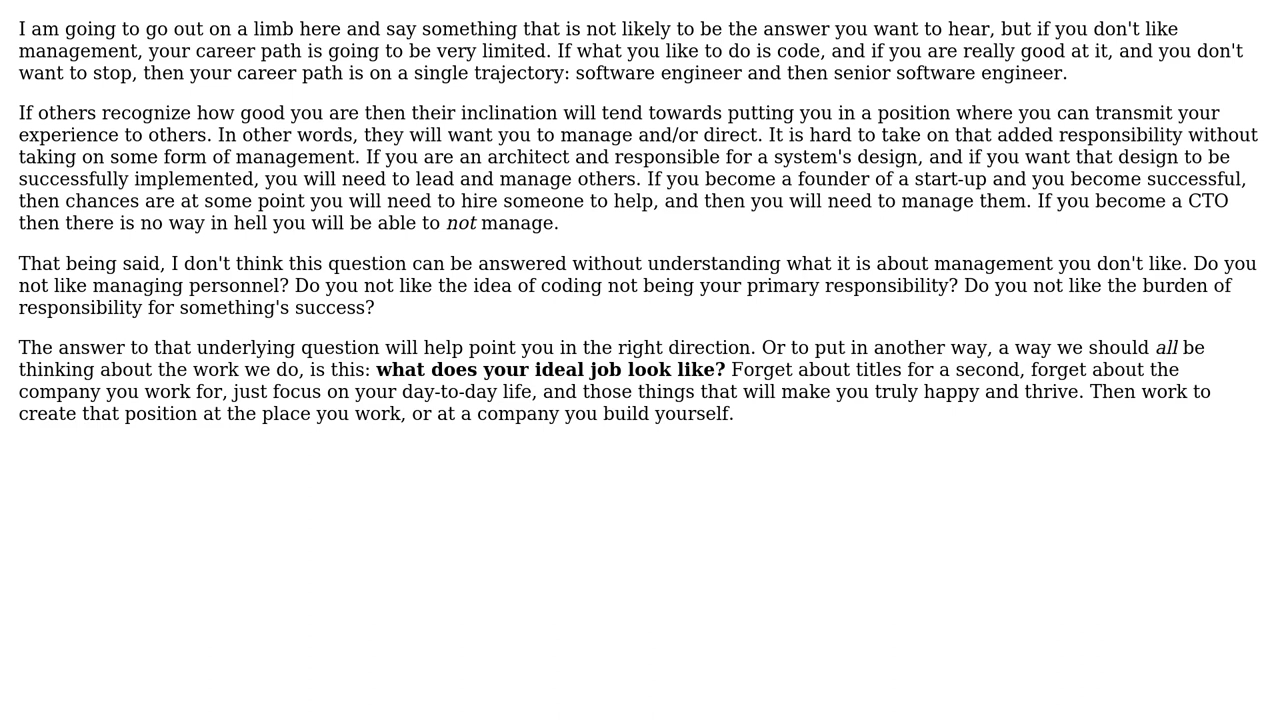 I am going to go out on a limb here and say something that is not likely to be the answer you want to hear, but if you don't like
management, your career path is going to be very limited. If what you like to do is code, and if you are really good at it, and you don't
want to stop, then your career path is on a single trajectory: software engineer and then senior software engineer.
If others recognize how good you are then their inclination will tend towards putting you in a position where you can transmit your
experience to others. In other words, they will want you to manage and/or direct. It is hard to take on that added responsibility without
taking on some form of management. If you are an architect and responsible for a system's design, and if you want that design to be
successfully implemented, you will need to lead and manage others. If you become a founder of a start-up and you become successful,
then chances are at some point you will need to hire someone to help, and then you will need to manage them. If you become a CTO
then there is no way in hell you will be able to not manage.
That being said, I don't think this question can be answered without understanding what it is about management you don't like. Do you
not like managing personnel? Do you not like the idea of coding not being your primary responsibility? Do you not like the burden of
responsibility for something's success?
The answer to that underlying question will help point you in the right direction. Or to put in another way, a way we should all be
thinking about the work we do, is this: what does your ideal job look like? Forget about titles for a second, forget about the
company you work for, just focus on your day-to-day life, and those things that will make you truly happy and thrive. Then work to
create that position at the place you work, or at a company you build yourself.